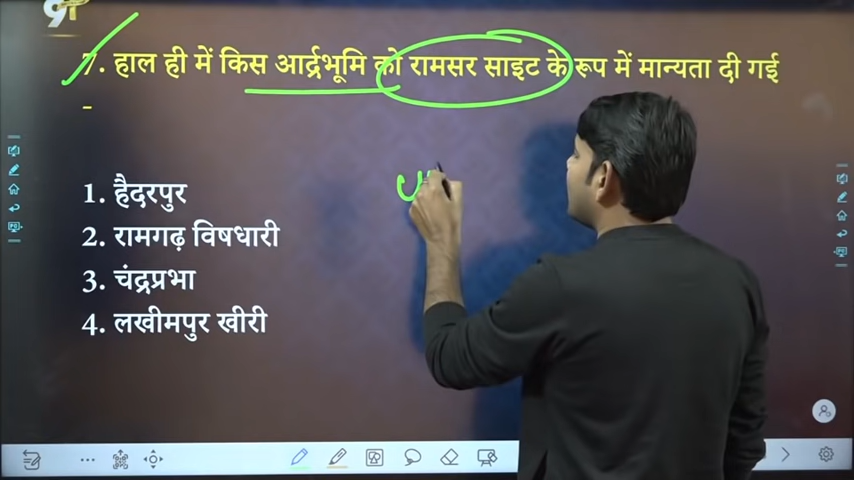 7. हाल ही में किस आर्द्रभूमि को रामसर साइट के रूप में मान्यता दी गई
-
1. हैदरपुर
2. रामगढ़ विषधारी
3. चंद्रप्रभा
4. लखीमपुर खीरी